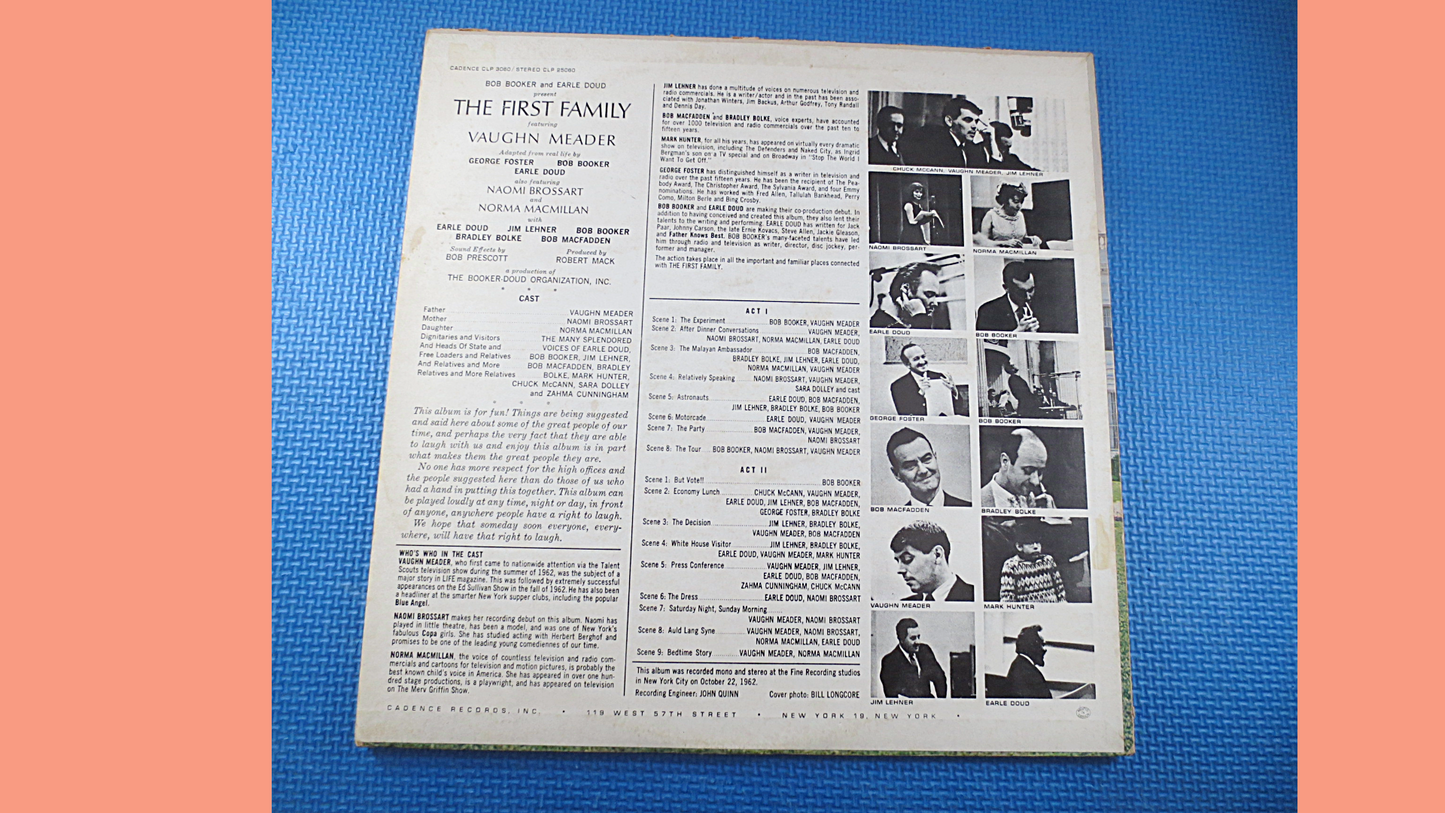 CADENCE CLP 3060/STEREO CLP 25060
BOB BOOKER and EARLE DOUD
present
THE FIRST FAMILY
featuring
VAUGHN MEADER
Adapted from real life by
GEORGE FOSTER BOB BOOKER
EARLE DOUD
also featuring
NAOMI BROSSART
and
NORMA MACMILLAN
with
EARLE DOUD JIM LEHNER BOB BOOKER
BRADLEY BOLKE BOB MACFADDEN
Sound Effects by Produced by
BOB PRESCOTT ROBERT MACK
a production of
THE BOOKER-DOUD ORGANIZATION, INC.
* * *
CAST
Father VAUGHN MEADER
Mother NAOMI BROSSART
Daughter NORMA MACMILLAN
Dignitaries and Visitors THE MANY SPLENDORED
And Heads Of State and VOICES OF EARLE DOUD,
Free Loaders and Relatives BOB BOOKER, JIM LEHNER,
And Relatives and More BOB MACFADDEN, BRADLEY
Relatives and More Relatives BOLKE, MARK HUNTER,
CHUCK McCANN, SARA DOLLEY
and ZAHMA CUNNINGHAM
* * *
This album is for fun! Things are being suggested
and said here about some of the great people of our
time, and perhaps the very fact that they are able
to laugh with us and enjoy this album is in part
what makes them the great people they are.
No one has more respect for the high offices and
the people suggested here than do those of us who
had a hand in putting this together. This album can
be played loudly at any time, night or day, in front
of anyone, anywhere people have a right to laugh.
We hope that someday soon everyone, every-
where, will have that right to laugh.
WHO'S WHO IN THE CAST
VAUGHN MEADER, who first came to nationwide attention via the Talent
Scouts television show during the summer of 1962, was the subject of a
major story in LIFE magazine. This was followed by extremely successful
appearances on the Ed Sullivan Show in the fall of 1962. He has also been
a headliner at the smarter New York supper clubs, including the popular
Blue Angel.
NAOMI BROSSART makes her recording debut on this album. Naomi has
played in little theatre, has been a model, and was one of New York's
fabulous Copa girls. She has studied acting with Herbert Berghof and
promises to be one of the leading young comediennes of our time.
NORMA MACMILLAN, the voice of countless television and radio com-
mercials and cartoons for television and motion pictures, is probably the
best known child's voice in America. She has appeared in over one hun-
dred stage productions, is a playwright, and has appeared on television
on The Merv Griffin Show.
JIM LEHNER has done a multitude of voices on numerous television and
radio commercials. He is a writer/actor and in the past has been asso-
ciated with Jonathan Winters, Jim Backus, Arthur Godfrey, Tony Randall
and Dennis Day.
BOB MACFADDEN and BRADLEY BOLKE, voice experts, have accounted
for over 1000 television and radio commercials over the past ten to
fifteen years.
MARK HUNTER, for all his years, has appeared on virtually every dramatic
show on television, including The Defenders and Naked City, as Ingrid
Bergman's son on a TV special and on Broadway in "Stop The World I
Want To Get Off."
GEORGE FOSTER has distinguished himself as a writer in television and
radio over the past fifteen years. He has been the recipient of The Pea-
body Award, The Christopher Award, The Sylvania Award, and four Emmy
nominations. He has worked with Fred Allen, Tallulah Bankhead, Perry
Como, Milton Berle and Bing Crosby.
BOB BOOKER and EARLE DOUD are making their co-production debut. In
addition to having conceived and created this album, they also lent their
talents to the writing and performing. EARLE DOUD has written for Jack
Paar, Johnny Carson, the late Ernie Kovacs, Steve Allen, Jackie Gleason,
and Father Knows Best. BOB BOOKER's many-faceted talents have led
him through radio and television as writer, director, disc jockey, per-
former and manager.
The action takes place in all the important and familiar places connected
with THE FIRST FAMILY.
ACT I
Scene 1: The Experiment BOB BOOKER, VAUGHN MEADER
Scene 2: After Dinner Conversations VAUGHN MEADER,
NAOMI BROSSART, NORMA MACMILLAN, EARLE DOUD
Scene 3: The Malayan Ambassador BOB MACFADDEN,
BRADLEY BOLKE, JIM LEHNER, EARLE DOUD,
NORMA MACMILLAN, VAUGHN MEADER
Scene 4: Relatively Speaking NAOMI BROSSART, VAUGHN MEADER,
SARA DOLLEY and cast
Scene 5: Astronauts EARLE DOUD, BOB MACFADDEN,
JIM LEHNER, BRADLEY BOLKE, BOB BOOKER
Scene 6: Motorcade EARLE DOUD, VAUGHN MEADER
Scene 7: The Party BOB MACFADDEN, VAUGHN MEADER,
NAOMI BROSSART
Scene 8: The Tour BOB BOOKER, NAOMI BROSSART, VAUGHN MEADER
ACT II
Scene 1: But Vote!! BOB BOOKER
Scene 2: Economy Lunch CHUCK McCANN, VAUGHN MEADER,
EARLE DOUD, JIM LEHNER, BOB MACFADDEN,
GEORGE FOSTER, BRADLEY BOLKE
Scene 3: The Decision JIM LEHNER, BRADLEY BOLKE,
VAUGHN MEADER, BOB MACFADDEN
Scene 4: White House Visitor JIM LEHNER, BRADLEY BOLKE,
EARLE DOUD, VAUGHN MEADER, MARK HUNTER
Scene 5: Press Conference VAUGHN MEADER, JIM LEHNER,
EARLE DOUD, BOB MACFADDEN,
ZAHMA CUNNINGHAM, CHUCK McCANN
Scene 6: The Dress EARLE DOUD, NAOMI BROSSART
Scene 7: Saturday Night, Sunday Morning
VAUGHN MEADER, NAOMI BROSSART
Scene 8: Auld Lang Syne VAUGHN MEADER, NAOMI BROSSART,
NORMA MACMILLAN, EARLE DOUD
Scene 9: Bedtime Story VAUGHN MEADER, NORMA MACMILLAN
This album was recorded mono and stereo at the Fine Recording studios
in New York City on October 22, 1962.
Recording Engineer: JOHN QUINN Cover photo: BILL LONGCORE
CHUCK MCCANN, VAUGHN MEADER, JIM LEHNER
NAOMI BROSSART NORMA MACMILLAN
EARLE DOUD BOB BOOKER
GEORGE FOSTER BOB BOOKER
BOB MACFADDEN BRADLEY BOLKE
VAUGHN MEADER MARK HUNTER
JIM LEHNER EARLE DOUD
CADENCE RECORDS, INC. • 119 WEST 57TH STREET • NEW YORK 19, NEW YORK •